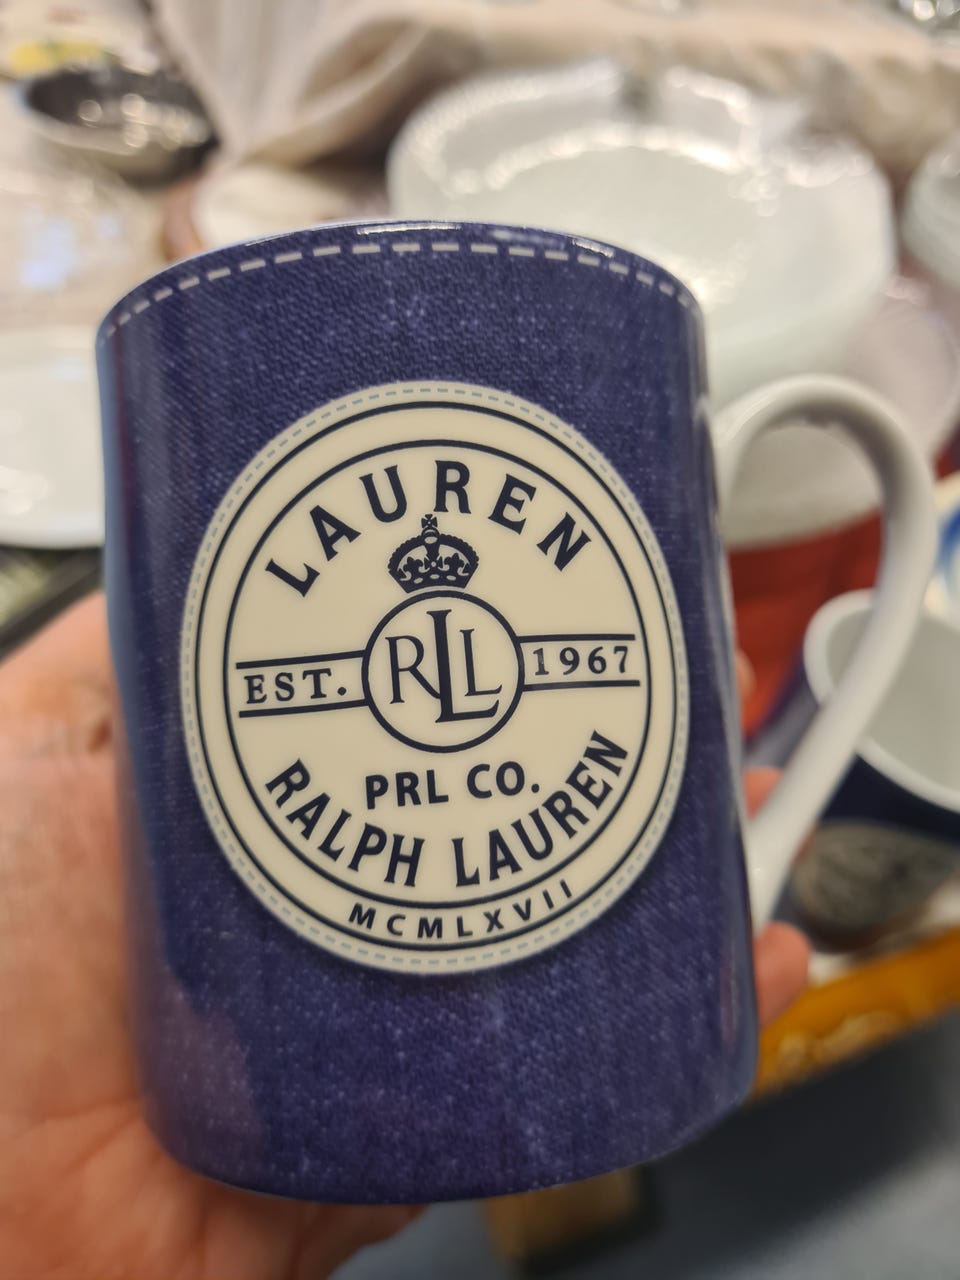 LAUREN
EST. RLL 1967
PRL CO.
RALPH LAUREN
MCMLXVII